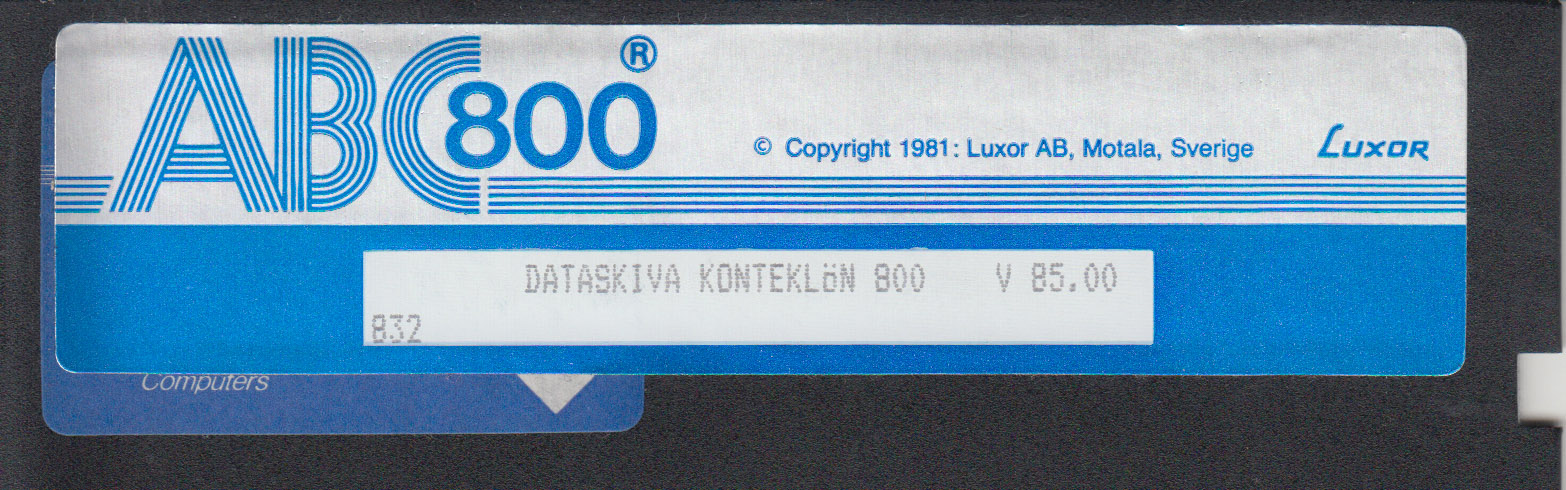 ABC800®
© Copyright 1981: Luxor AB, Motala, Sverige
LUXOR
DATASKIVA KONTEKLöN 800 V 85.00
832
Computers